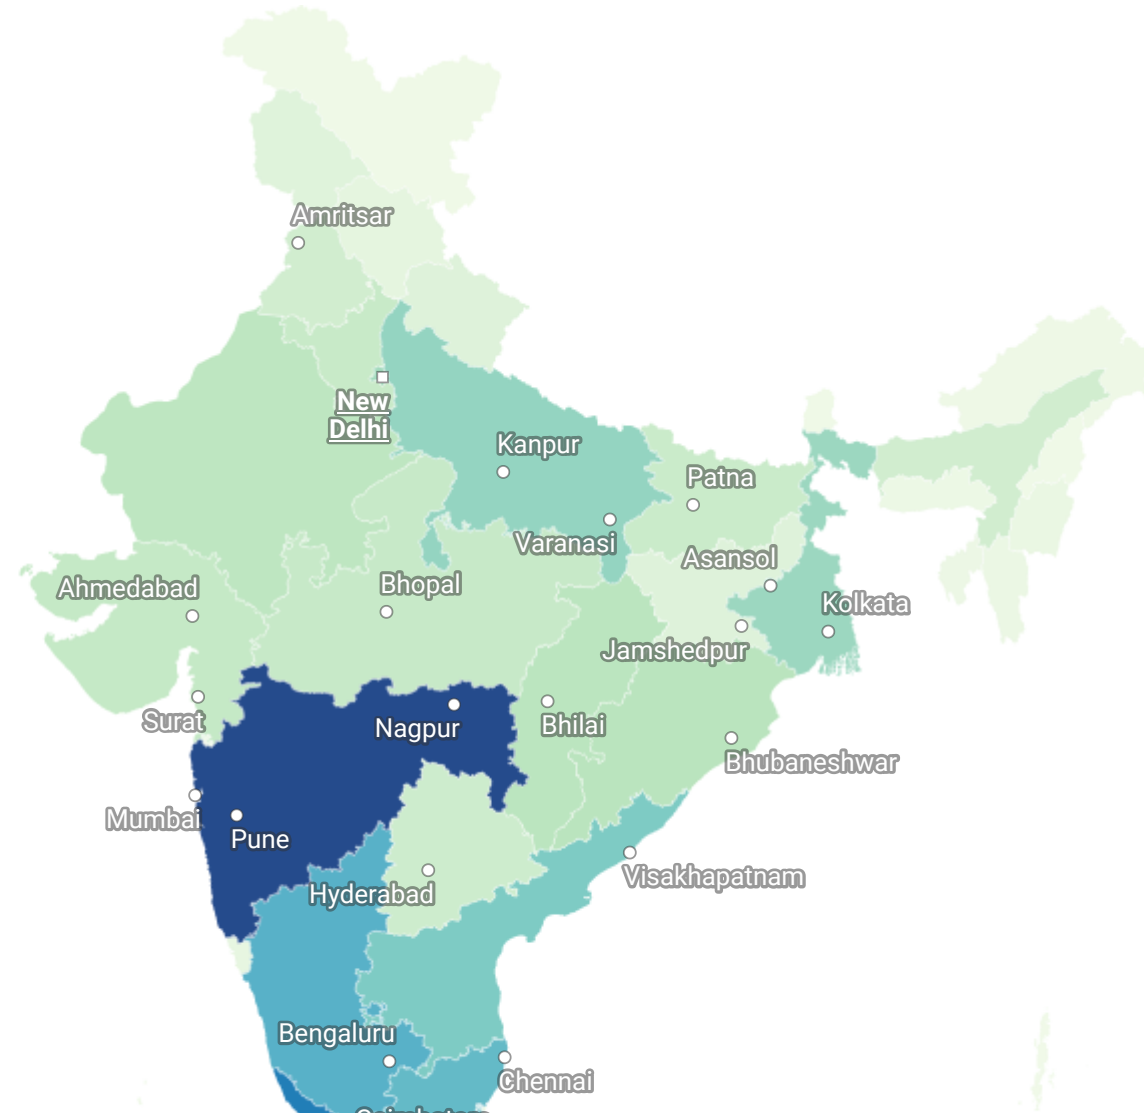 Amritsar
New
Delhi
Kanpur
Patna
Varanasi
Asansol
Ahmedabad
Bhopal
Kolkata
Jamshedpur
Surat
Nagpur
Bhilai
Bhubaneshwar
Mumbai
Pune
Visakhapatnam
Hyderabad
Bengaluru
Chennai